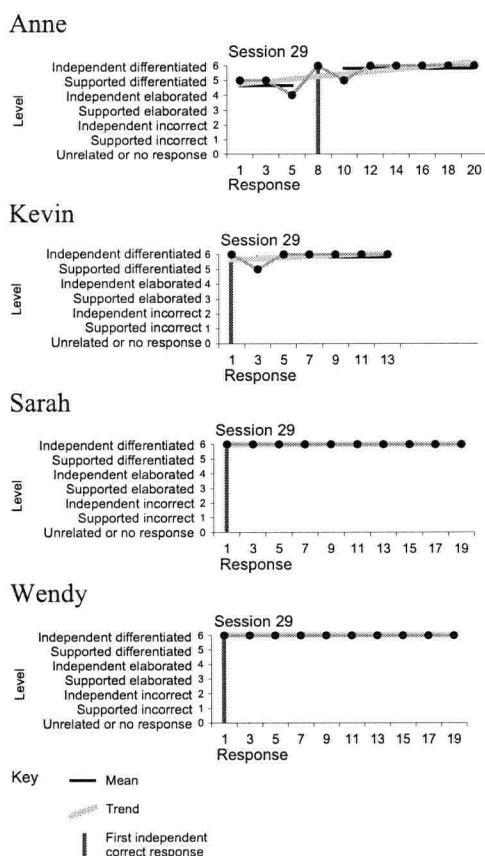 Anne
Session 29
Level
Independent differentiated 6
Supported differentiated 5
Independent elaborated 4
Supported elaborated 3
Independent incorrect 2
Supported incorrect 1
Unrelated or no response 0
1 3 5 8 10 12 14 16 18 20
Response
Kevin
Session 29
Level
Independent differentiated 6
Supported differentiated 5
Independent elaborated 4
Supported elaborated 3
Independent incorrect 2
Supported incorrect 1
Unrelated or no response 0
1 3 5 7 9 11 13
Response
Sarah
Session 29
Level
Independent differentiated 6
Supported differentiated 5
Independent elaborated 4
Supported elaborated 3
Independent incorrect 2
Supported incorrect 1
Unrelated or no response 0
1 3 5 7 9 11 13 15 17 19
Response
Wendy
Session 29
Level
Independent differentiated 6
Supported differentiated 5
Independent elaborated 4
Supported elaborated 3
Independent incorrect 2
Supported incorrect 1
Unrelated or no response 0
1 3 5 7 9 11 13 15 17 19
Response
Key
Mean
Trend
First independent
correct response